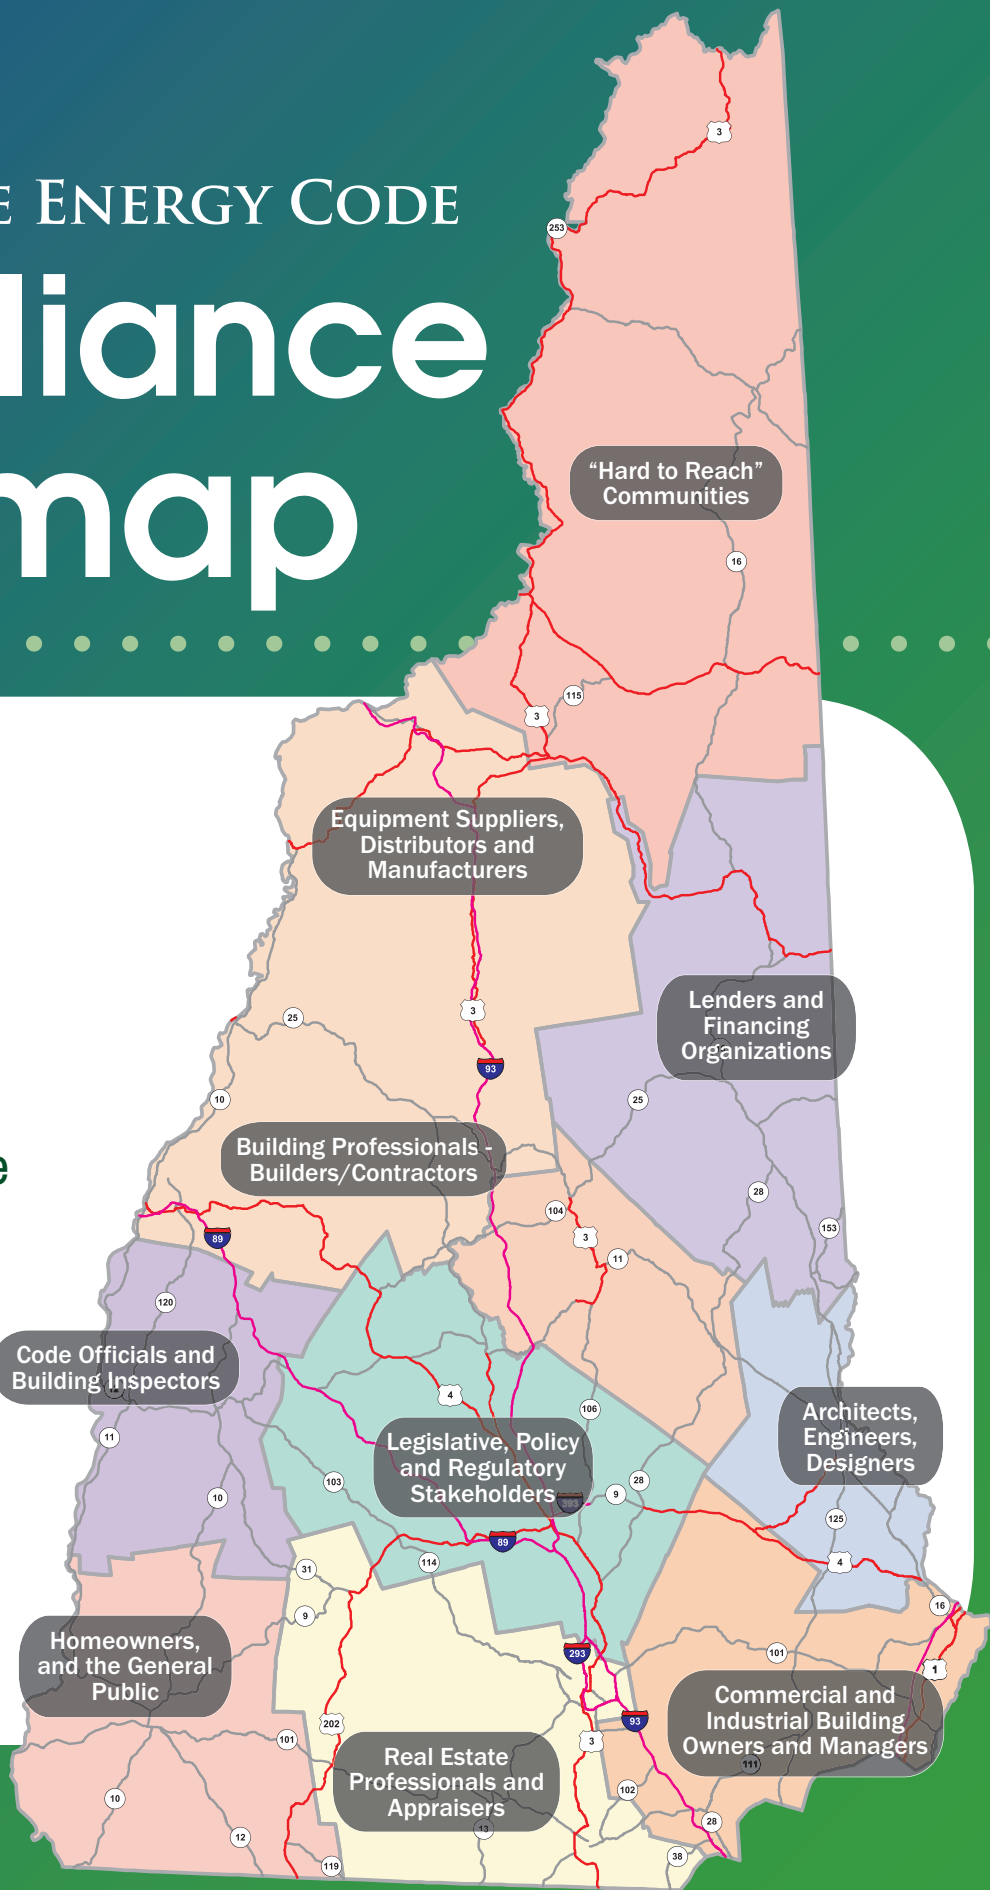 E ENERGY CODE
liance
map
3
253
"Hard to Reach"
Communities
16
115
3
Equipment Suppliers,
Distributors and
Manufacturers
Lenders and
Financing
Organizations
3
25
93
10
25
e
Building Professionals -
Builders/Contractors
28
104
153
3
89
11
120
Code Officials and
Building Inspectors
12
4
106
11
Architects,
Engineers,
Designers
Legislative, Policy
and Regulatory
Stakeholders
393
103
28
9
10
125
89
114
4
31
16
9
Homeowners,
and the General
Public
293
101
1
Commercial and
Industrial Building
Owners and Managers
202
93
101
3
Real Estate
Professionals and
Appraisers
111
102
10
28
13
12
38
119